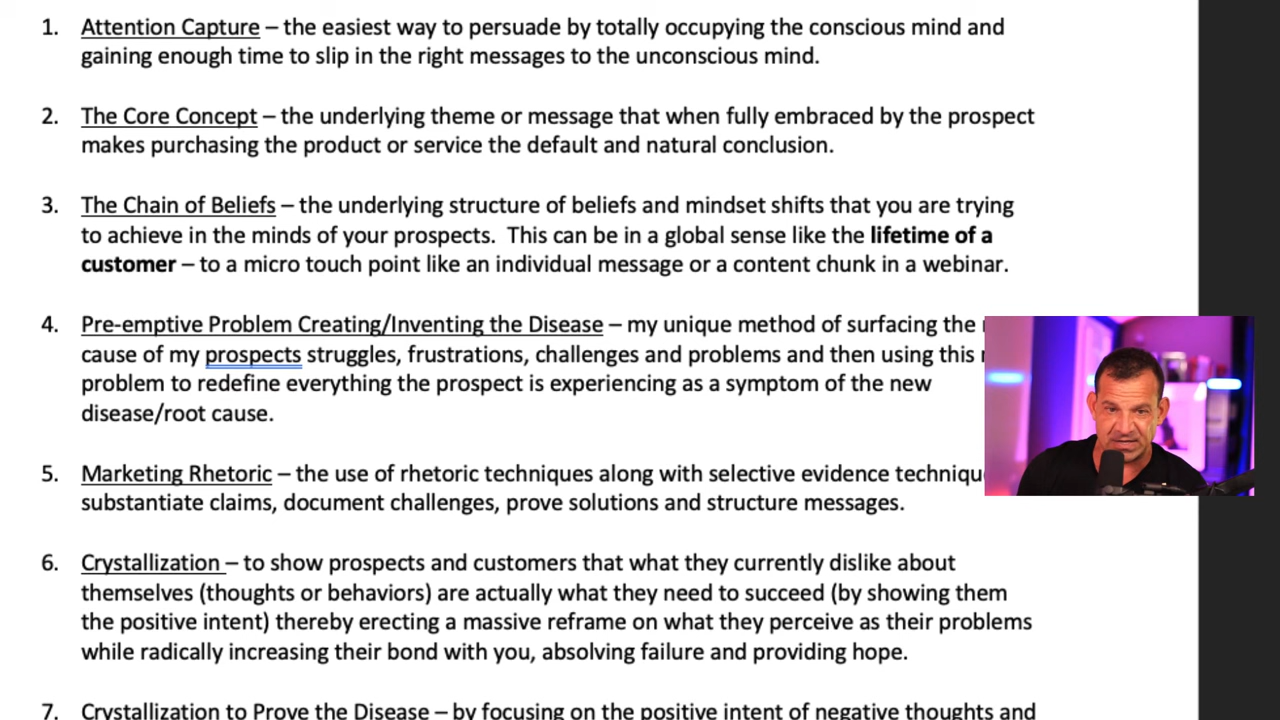 1. Attention Capture – the easiest way to persuade by totally occupying the conscious mind and
gaining enough time to slip in the right messages to the unconscious mind.
2. The Core Concept – the underlying theme or message that when fully embraced by the prospect
makes purchasing the product or service the default and natural conclusion.
3. The Chain of Beliefs – the underlying structure of beliefs and mindset shifts that you are trying
to achieve in the minds of your prospects. This can be in a global sense like the lifetime of a
customer – to a micro touch point like an individual message or a content chunk in a webinar.
4. Pre-emptive Problem Creating/Inventing the Disease – my unique method of surfacing the
cause of my prospects struggles, frustrations, challenges and problems and then using this
problem to redefine everything the prospect is experiencing as a symptom of the new
disease/root cause.
5. Marketing Rhetoric – the use of rhetoric techniques along with selective evidence
substantiate claims, document challenges, prove solutions and structure messages.
6. Crystallization – to show prospects and customers that what they currently dislike about
themselves (thoughts or behaviors) are actually what they need to succeed (by showing them
the positive intent) thereby erecting a massive reframe on what they perceive as their problems
while radically increasing their bond with you, absolving failure and providing hope.
7. Crystallization to Prove the Disease – by focusing on the positive intent of negative thoughts and